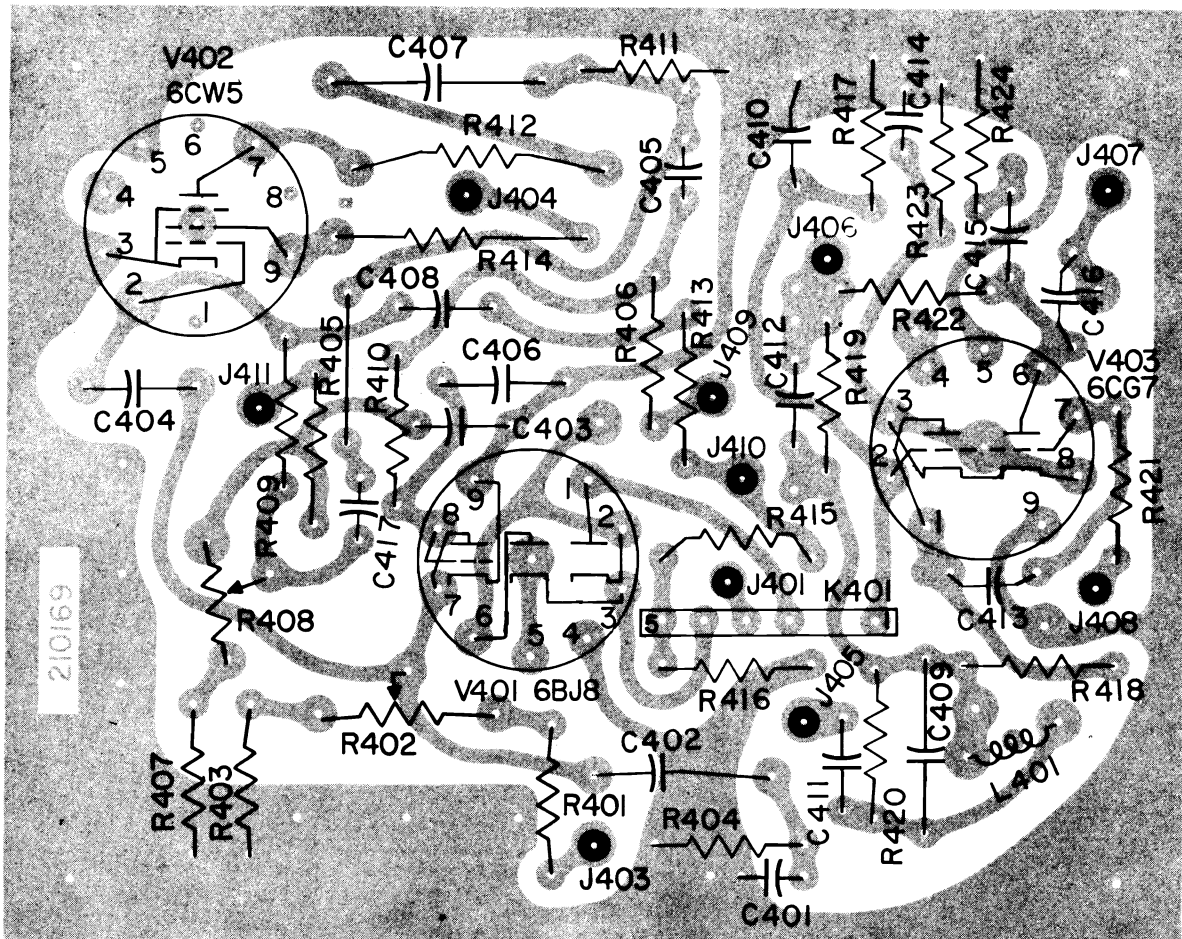 V402
6CW5
5
6
7
4
8
3
2
9
1
C407
R411
R412
C405
J404
R414
C408
C410
R417
C414
R424
J407
J406
R423
C415
C416
R422
R406
R413
J409
C412
R419
4
5
6
V403
6CG7
3
7
2
8
9
1
R421
J411
R405
R410
C406
C403
C404
R409
C417
J410
R415
8
9
1
2
7
6
5
4
3
J401
K401
5
1
C413
J408
R408
210169
V401 6BJ8
R416
J405
C409
R418
R402
C402
R407
R403
R401
R404
C411
R420
L401
J403
C401